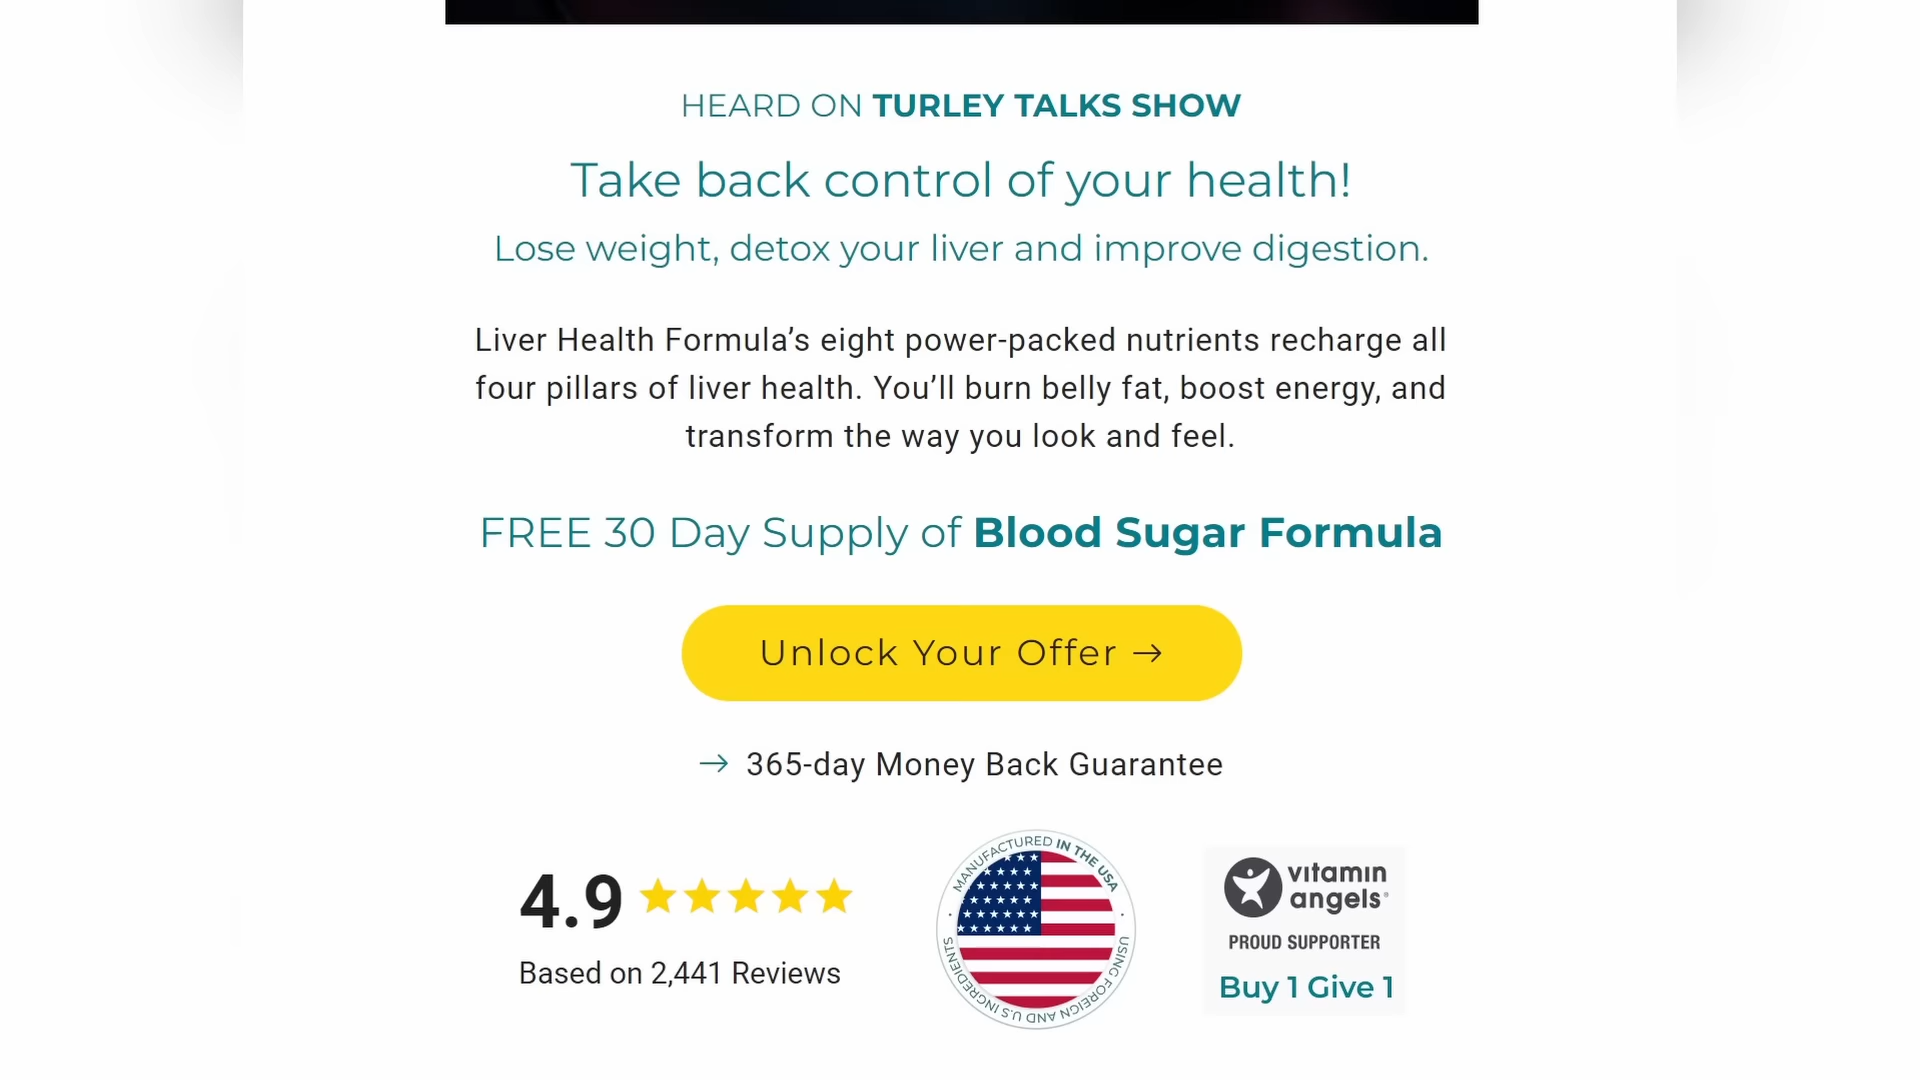 HEARD ON TURLEY TALKS SHOW
Take back control of your health!
Lose weight, detox your liver and improve digestion.
Liver Health Formula’s eight power-packed nutrients recharge all
four pillars of liver health. You’ll burn belly fat, boost energy, and
transform the way you look and feel.
FREE 30 Day Supply of Blood Sugar Formula
Unlock Your Offer →
→ 365-day Money Back Guarantee
4.9
Based on 2,441 Reviews
MANUFACTURED IN THE USA
USING FOREIGN AND U.S INGREDIENTS
vitamin
angels®
PROUD SUPPORTER
Buy 1 Give 1